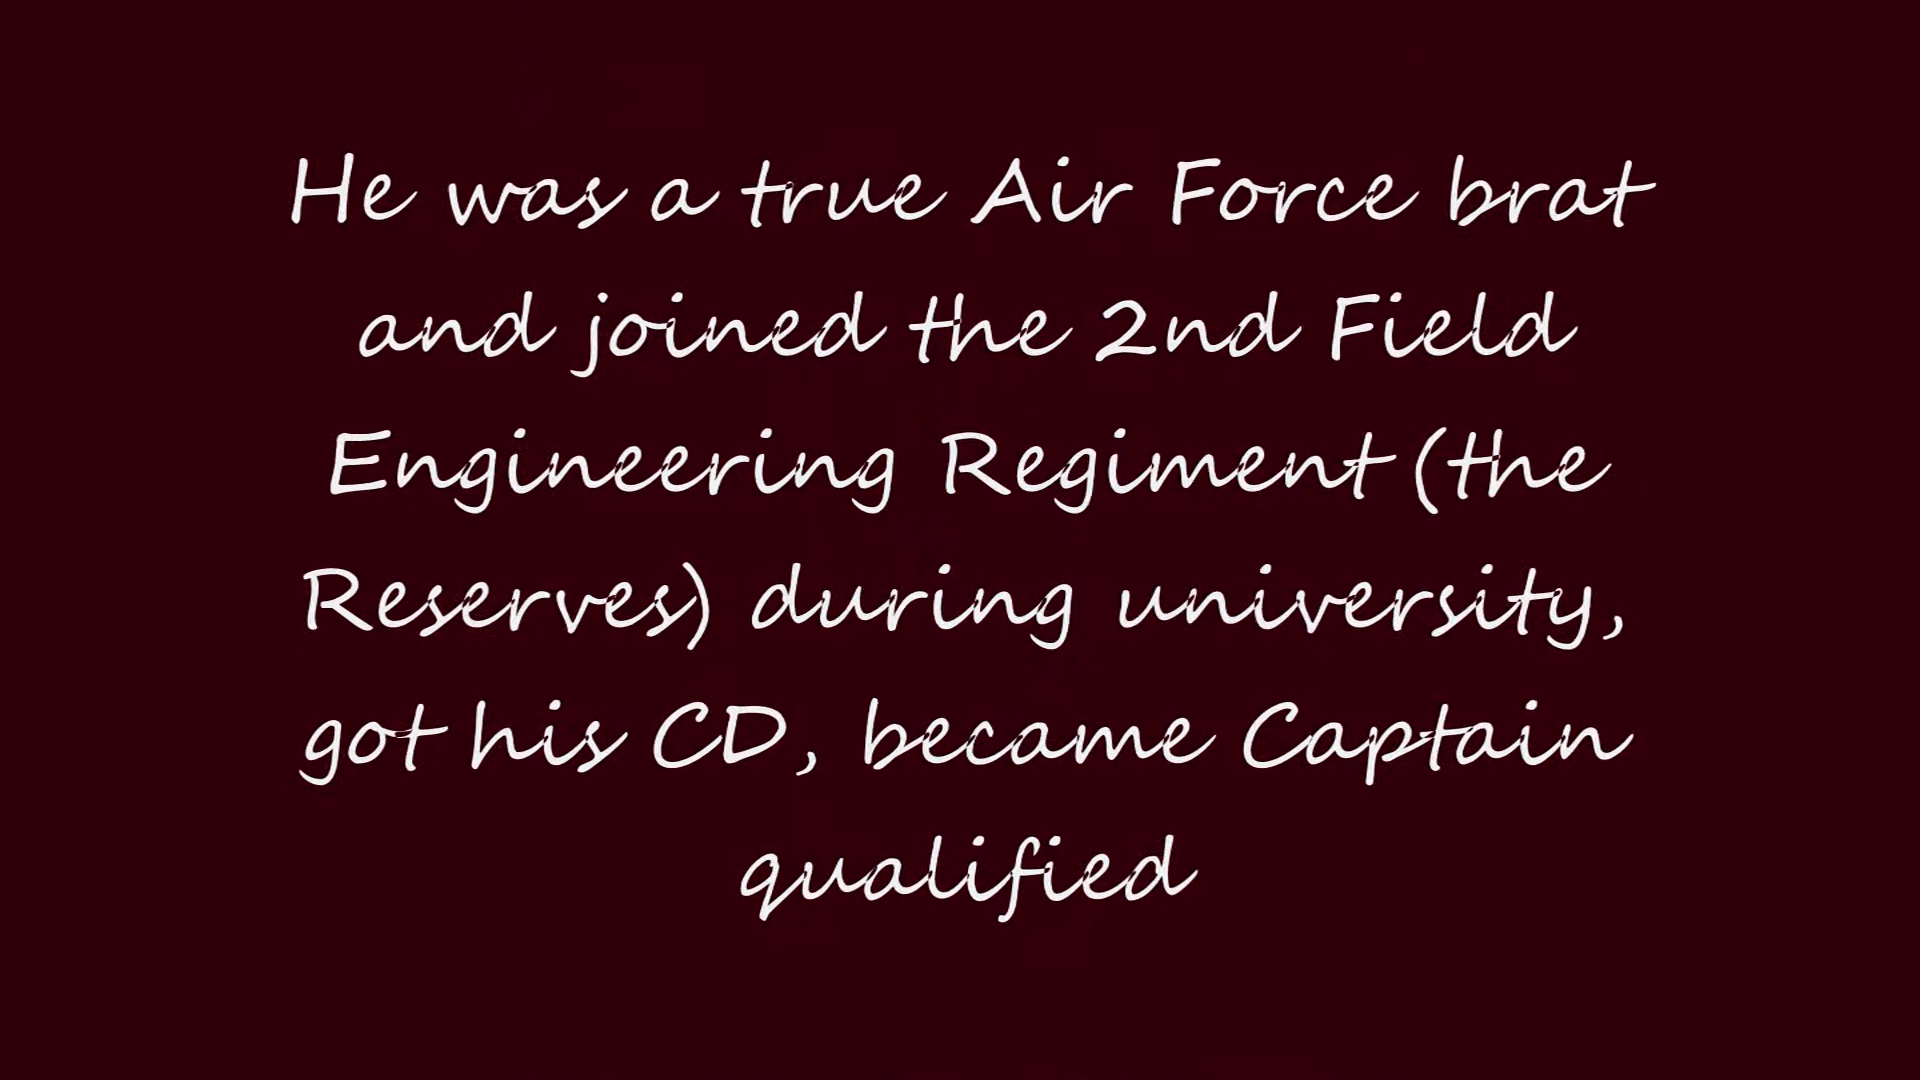 He was a true Air Force brat
and joined the 2nd Field
Engineering Regiment (the
Reserves) during university,
got his CD, became Captain
qualified